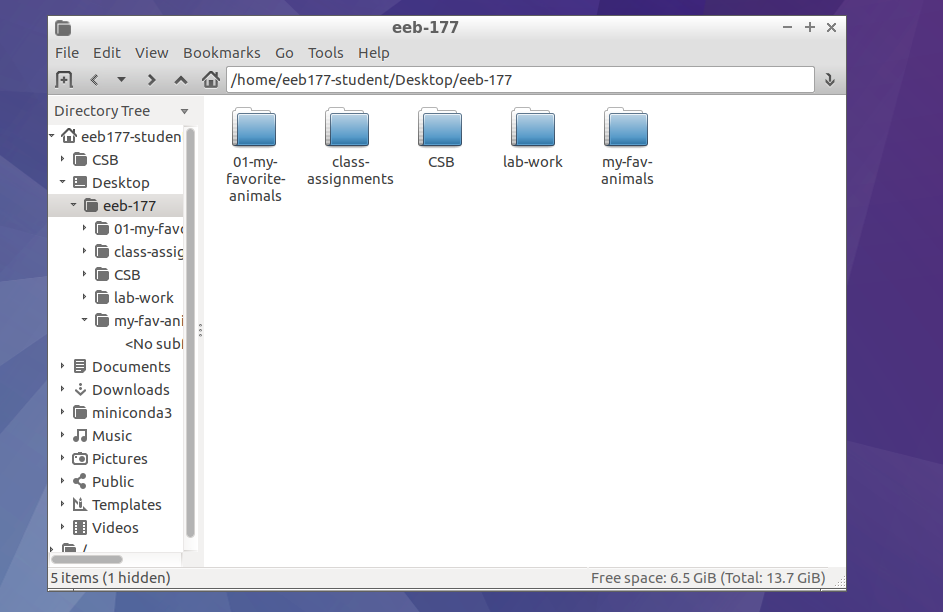 eeb-177
File Edit View Bookmarks Go Tools Help
/home/eeb177-student/Desktop/eeb-177
Directory Tree
eeb177-studen
CSB
Desktop
eeb-177
01-my-favo
class-assig
CSB
lab-work
my-fav-ani
<No subf
Documents
Downloads
miniconda3
Music
Pictures
Public
Templates
Videos
/
01-my-
favorite-
animals
class-
assignments
CSB
lab-work
my-fav-
animals
5 items (1 hidden)
Free space: 6.5 GiB (Total: 13.7 GiB)